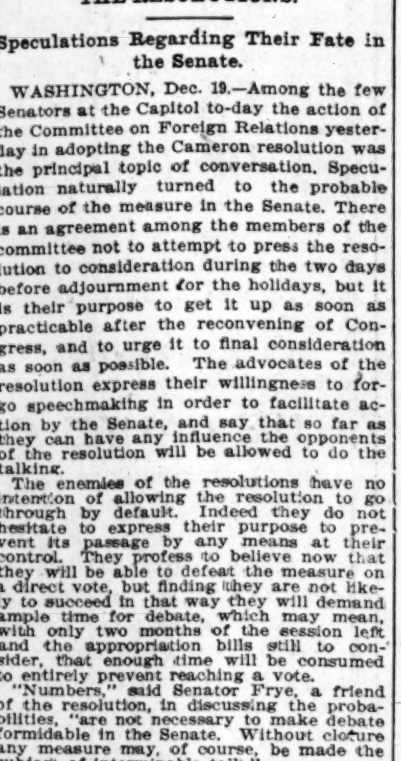 THE RESOLUTIONS.
Speculations Regarding Their Fate in
the Senate.
WASHINGTON, Dec. 19.—Among the few
Senators at the Capitol to-day the action of
the Committee on Foreign Relations yester-
day in adopting the Cameron resolution was
the principal topic of conversation. Specu-
lation naturally turned to the probable
course of the measure in the Senate. There
is an agreement among the members of the
committee not to attempt to press the reso-
lution to consideration during the two days
before adjournment for the holidays, but it
is their purpose to get it up as soon as
practicable after the reconvening of Con-
gress, and to urge it to final consideration
as soon as possible. The advocates of the
resolution express their willingness to for-
go speechmaking in order to facilitate ac-
tion by the Senate, and say that so far as
they can have any influence the opponents
of the resolution will be allowed to do the
talking.
The enemies of the resolutions have no
intention of allowing the resolution to go
through by default. Indeed they do not
hesitate to express their purpose to pre-
vent its passage by any means at their
control. They profess to believe now that
they will be able to defeat the measure on
a direct vote, but finding they are not like-
ly to succeed in that way they will demand
ample time for debate, which may mean,
with only two months of the session left
and the appropriation bills still to con-
sider, that enough time will be consumed
to entirely prevent reaching a vote.
"Numbers," said Senator Frye, a friend
of the resolution, in discussing the proba-
bilities, "are not necessary to make debate
formidable in the Senate. Without cloture
any measure may, of course, be made the